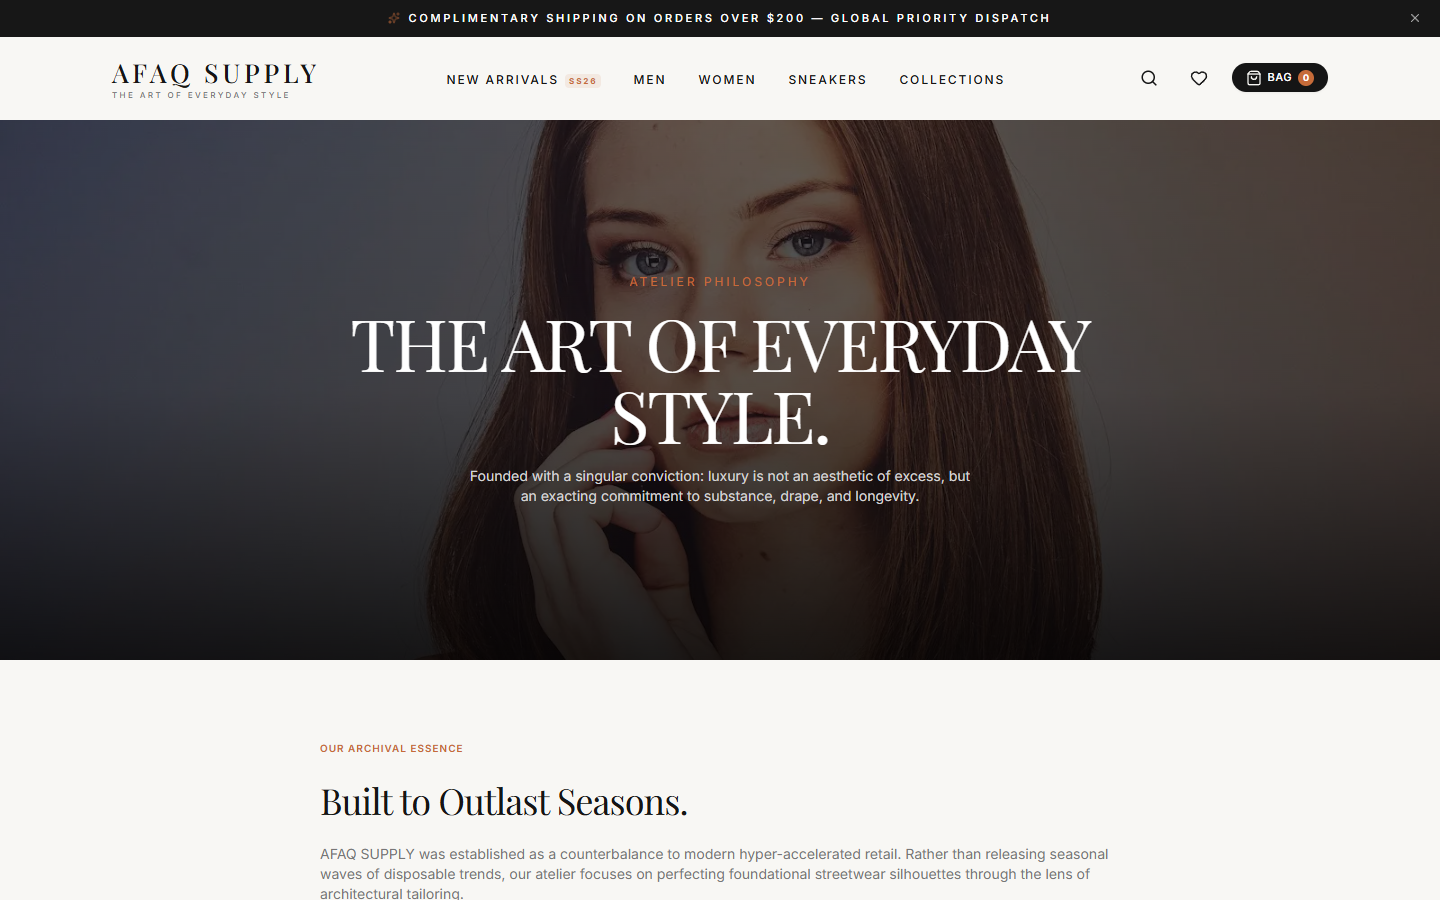 COMPLIMENTARY SHIPPING ON ORDERS OVER $200 — GLOBAL PRIORITY DISPATCH
AFAQ SUPPLY
THE ART OF EVERYDAY STYLE
NEW ARRIVALS SS26 MEN WOMEN SNEAKERS COLLECTIONS
BAG 0
ATELIER PHILOSOPHY
THE ART OF EVERYDAY
STYLE.
Founded with a singular conviction: luxury is not an aesthetic of excess, but
an exacting commitment to substance, drape, and longevity.
OUR ARCHIVAL ESSENCE
Built to Outlast Seasons.
AFAQ SUPPLY was established as a counterbalance to modern hyper-accelerated retail. Rather than releasing seasonal
waves of disposable trends, our atelier focuses on perfecting foundational streetwear silhouettes through the lens of
architectural tailoring.